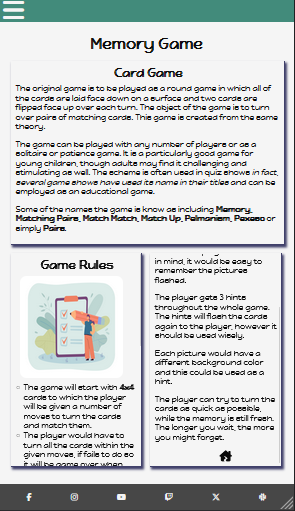 Memory Game
Card Game
The original game is to be played as a round game in which all of
the cards are laid face down on a surface and two cards are
flipped face up over each turn. The object of the game is to turn
over pairs of matching cards. This game is created from the same
theory.
The game can be played with any number of players or as a
solitaire or patience game. It is a particularly good game for
young children, though adults may find it challenging and
stimulating as well. The scheme is often used in quiz shows in fact,
several game shows have used its name in their titles and can be
employed as an educational game.
Some of the names the game is know as including Memory,
Matching Pairs, Match Match, Match Up, Pelmanism, Pexeso or
simply Pairs.
Game Rules
The game will start with 4x4
cards to which the player
will be given a number of
moves to turn the cards
and match them.
The player would have to
turn all the cards within the
given moves, if fails to do so
it will be game over when
in mind, it would be easy to
remember the pictures
flashed.
The player gets 3 hints
throughout the whole game.
The hints will flash the cards
again to the player, however it
should be used wisely.
Each picture would have a
different background color
and this could be used as a
hint.
The player can try to turn the
cards as quick as possible,
while the memory is still fresh.
The longer you wait, the more
you might forget.